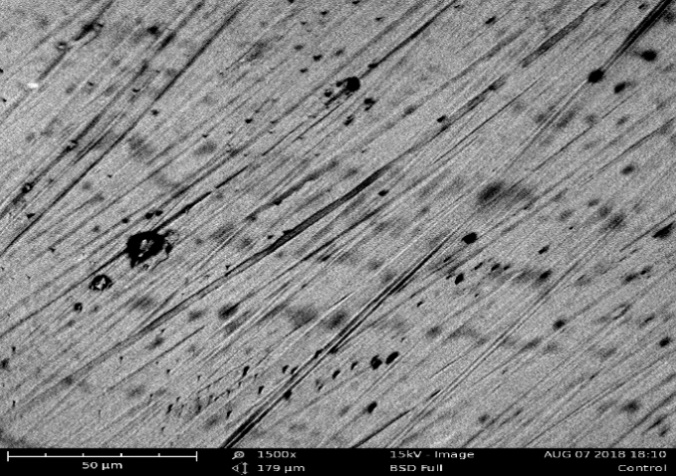 1500x 15kV - Image AUG 07 2018 18:10
50 µm 179 µm BSD Full Control